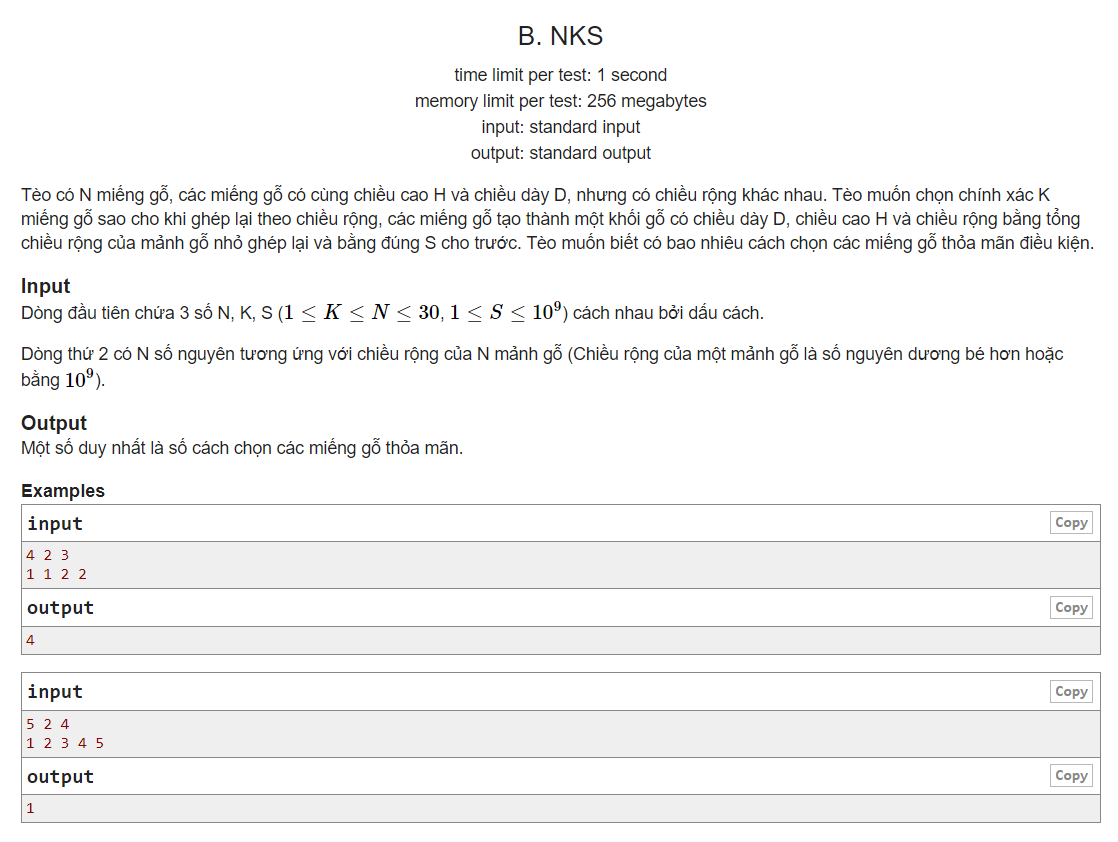 B. NKS
time limit per test: 1 second
memory limit per test: 256 megabytes
input: standard input
output: standard output
Tèo có N miếng gỗ, các miếng gỗ có cùng chiều cao H và chiều dày D, nhưng có chiều rộng khác nhau. Tèo muốn chọn chính xác K
miếng gỗ sao cho khi ghép lại theo chiều rộng, các miếng gỗ tạo thành một khối gỗ có chiều dày D, chiều cao H và chiều rộng bằng tổng
chiều rộng của mảnh gỗ nhỏ ghép lại và bằng đúng S cho trước. Tèo muốn biết có bao nhiêu cách chọn các miếng gỗ thỏa mãn điều kiện.
Input
Dòng đầu tiên chứa 3 số N, K, S (1 ≤ K ≤ N ≤ 30, 1 ≤ S ≤ 10⁹) cách nhau bởi dấu cách.
Dòng thứ 2 có N số nguyên tương ứng với chiều rộng của N mảnh gỗ (Chiều rộng của một mảnh gỗ là số nguyên dương bé hơn hoặc
bằng 10⁹).
Output
Một số duy nhất là số cách chọn các miếng gỗ thỏa mãn.
Examples
input
Copy
4 2 3
1 1 2 2
output
Copy
4
input
Copy
5 2 4
1 2 3 4 5
output
Copy
1